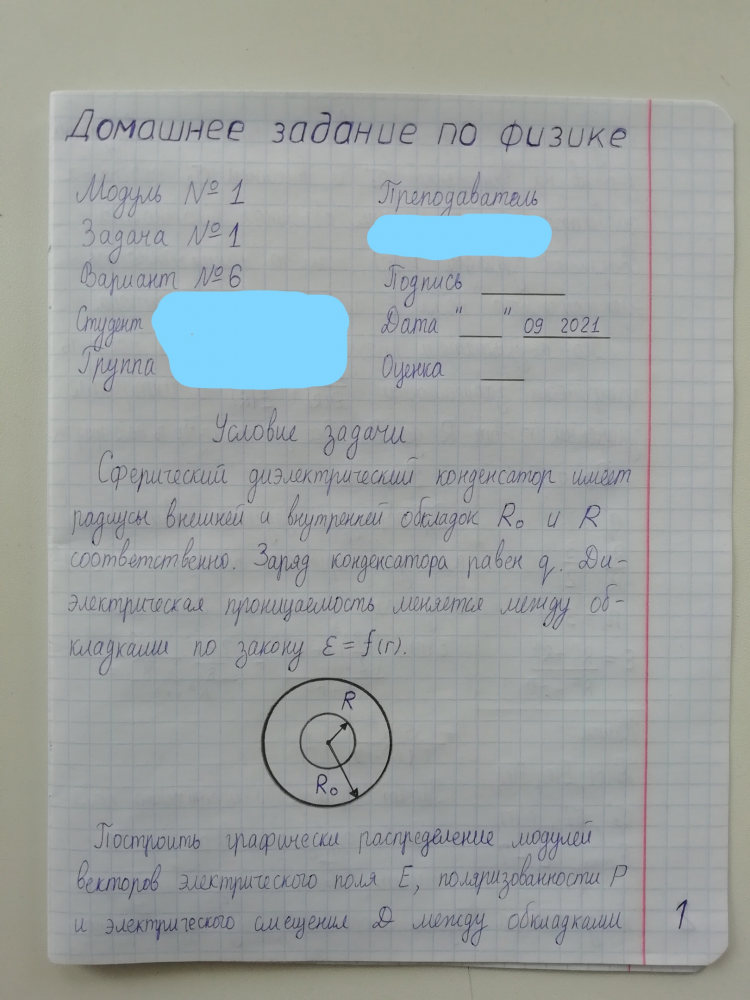 Домашнее задание по физике
Модуль № 1
Преподаватель
Задача № 1
Вариант № 6
Подпись ______
Студент
Дата "___" 09 2021
Группа
Оценка ____
Условие задачи
Сферический диэлектрический конденсатор имеет
радиусы внешней и внутренней обкладок R₀ и R
соответственно. Заряд конденсатора равен q. Ди-
электрическая проницаемость меняется между об-
кладками по закону ε = f(r).
R
R₀
Построить графически распределение модулей
векторов электрического поля E, поляризованности P
и электрического смещения D между обкладками
1